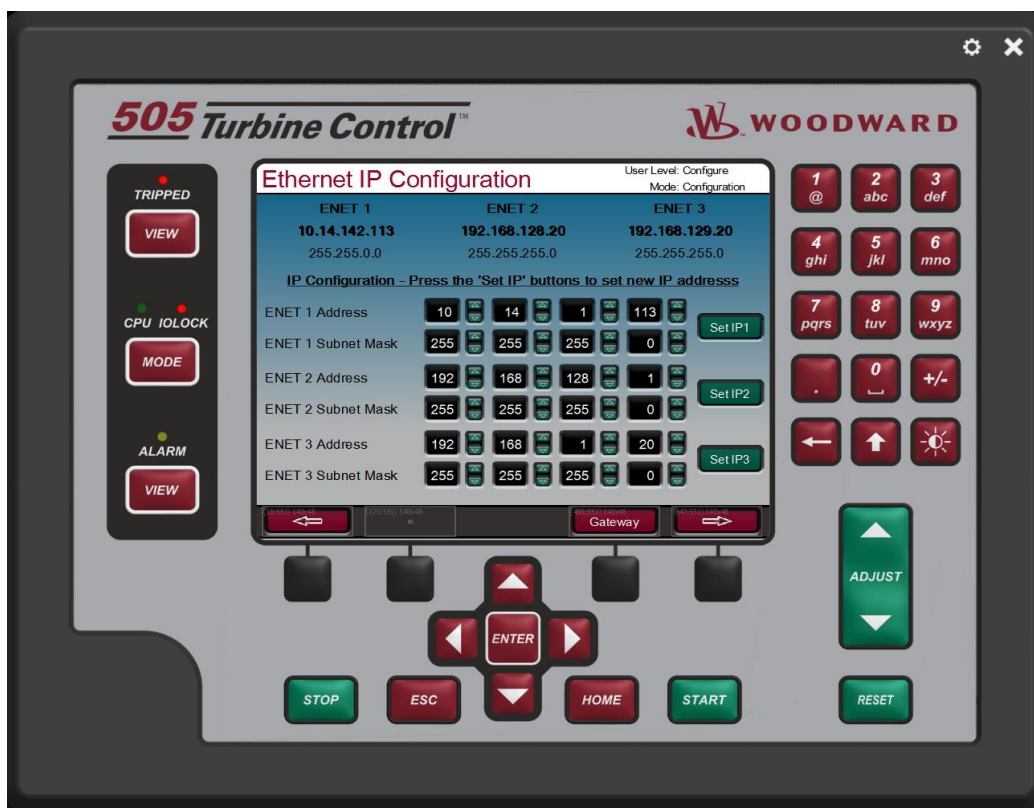 505 Turbine Control™
WOODWARD
TRIPPED
VIEW
CPU IOLOCK
MODE
ALARM
VIEW
Ethernet IP Configuration
User Level: Configure
Mode: Configuration
ENET 1 ENET 2 ENET 3
10.14.142.113 192.168.128.20 192.168.129.20
255.255.0.0 255.255.255.0 255.255.255.0
IP Configuration - Press the 'Set IP' buttons to set new IP addresss
ENET 1 Address 10 14 1 113
Set IP1
ENET 1 Subnet Mask 255 255 255 0
ENET 2 Address 192 168 128 1
Set IP2
ENET 2 Subnet Mask 255 255 255 0
ENET 3 Address 192 168 1 20
Set IP3
ENET 3 Subnet Mask 255 255 255 0
(170:551) 140x48
Gateway
1 @
2 abc
3 def
4 ghi
5 jkl
6 mno
7 pqrs
8 tuv
9 wxyz
.
0
+/-
ADJUST
ENTER
STOP
ESC
HOME
START
RESET